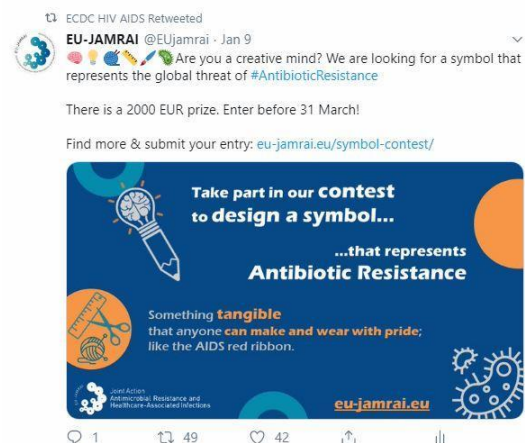 ECDC HIV AIDS Retweeted
EU-JAMRAI @EUjamrai · Jan 9
Are you a creative mind? We are looking for a symbol that
represents the global threat of #AntibioticResistance
There is a 2000 EUR prize. Enter before 31 March!
Find more & submit your entry: eu-jamrai.eu/symbol-contest/
Take part in our contest
to design a symbol...
...that represents
Antibiotic Resistance
Something tangible
that anyone can make and wear with pride;
like the AIDS red ribbon.
Joint Action
Antimicrobial Resistance and
Healthcare-Associated Infections
eu-jamrai.eu
1 49 42